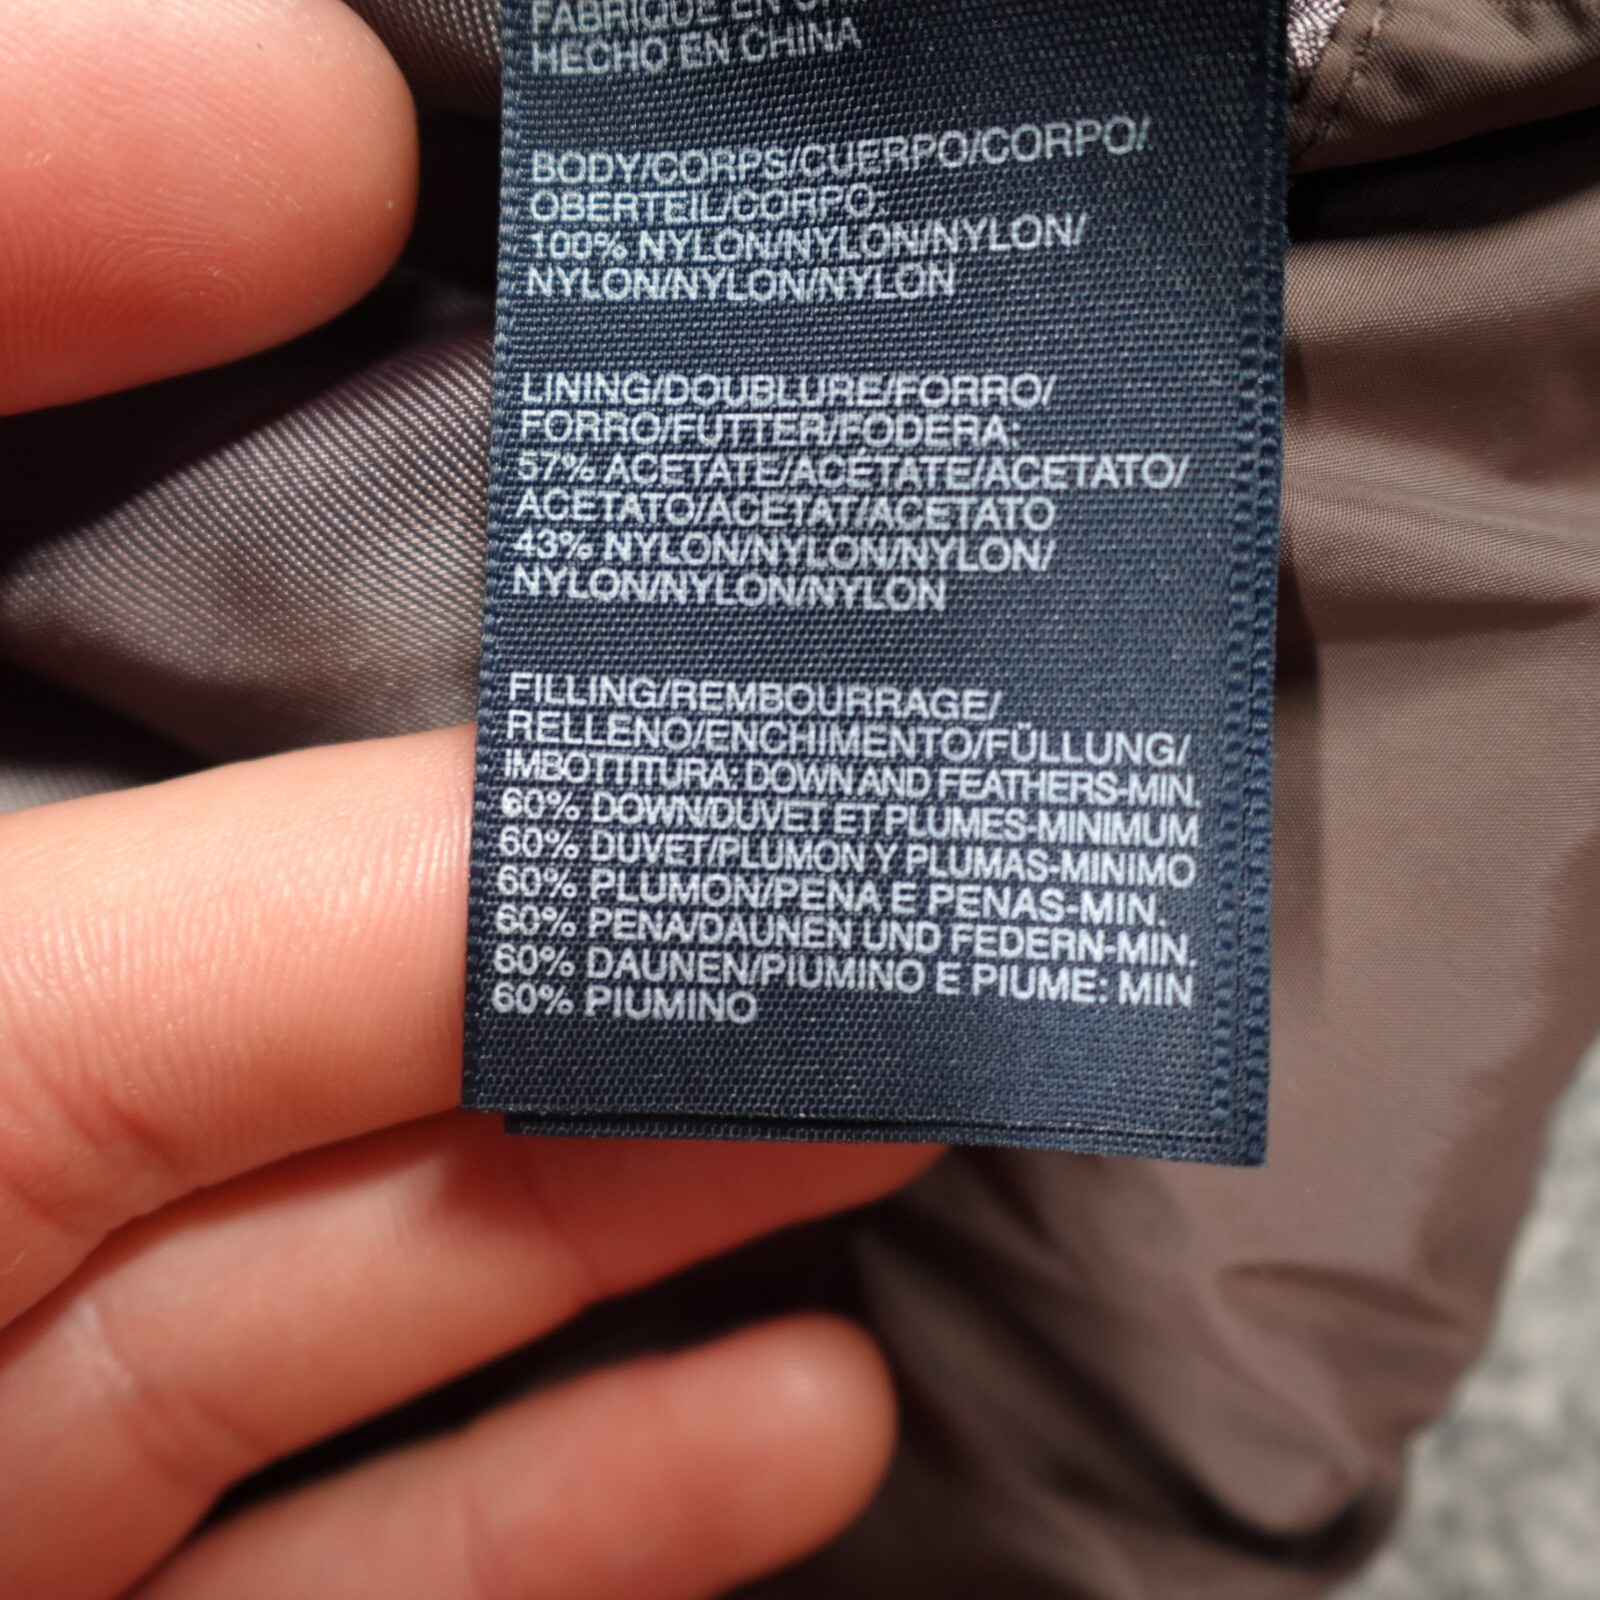 FABRIQUE EN
HECHO EN CHINA
BODY/CORPS/CUERPO/CORPO/
OBERTEIL/CORPO
100% NYLON/NYLON/NYLON/
NYLON/NYLON/NYLON
LINING/DOUBLURE/FORRO/
FORRO/FUTTER/FODERA:
57% ACETATE/ACÉTATE/ACETATO/
ACETATO/ACETAT/ACETATO
43% NYLON/NYLON/NYLON/
NYLON/NYLON/NYLON
FILLING/REMBOURRAGE/
RELLENO/ENCHIMENTO/FÜLLUNG/
IMBOTTITURA: DOWN AND FEATHERS-MIN.
60% DOWN/DUVET ET PLUMES-MINIMUM
60% DUVET/PLUMON Y PLUMAS-MINIMO
60% PLUMON/PENA E PENAS-MIN.
60% PENA/DAUNEN UND FEDERN-MIN.
60% DAUNEN/PIUMINO E PIUME: MIN
60% PIUMINO